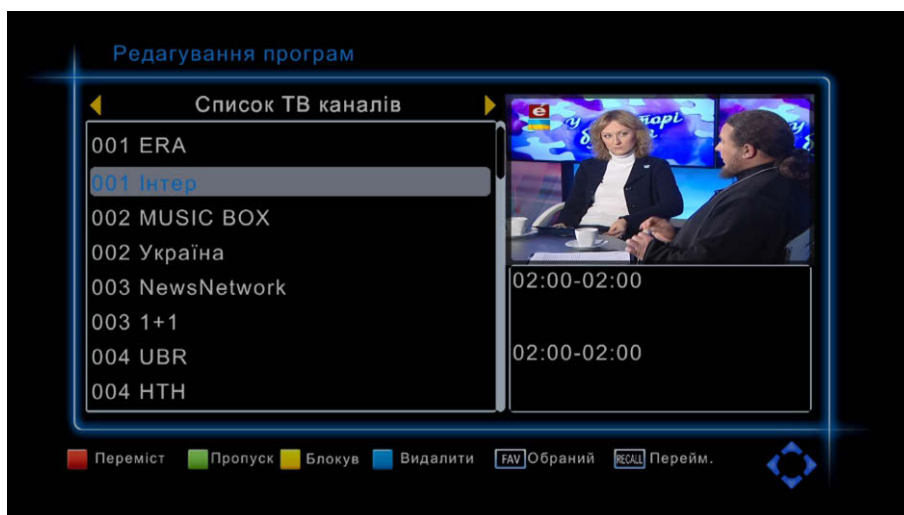 Редагування програм
Список ТВ каналів
001 ERA
001 Інтер
002 MUSIC BOX
002 Україна
003 NewsNetwork
003 1+1
004 UBR
004 НТН
é
02:00-02:00
02:00-02:00
Переміст Пропуск Блокув Видалити FAV Обраний RECALL Перейм.